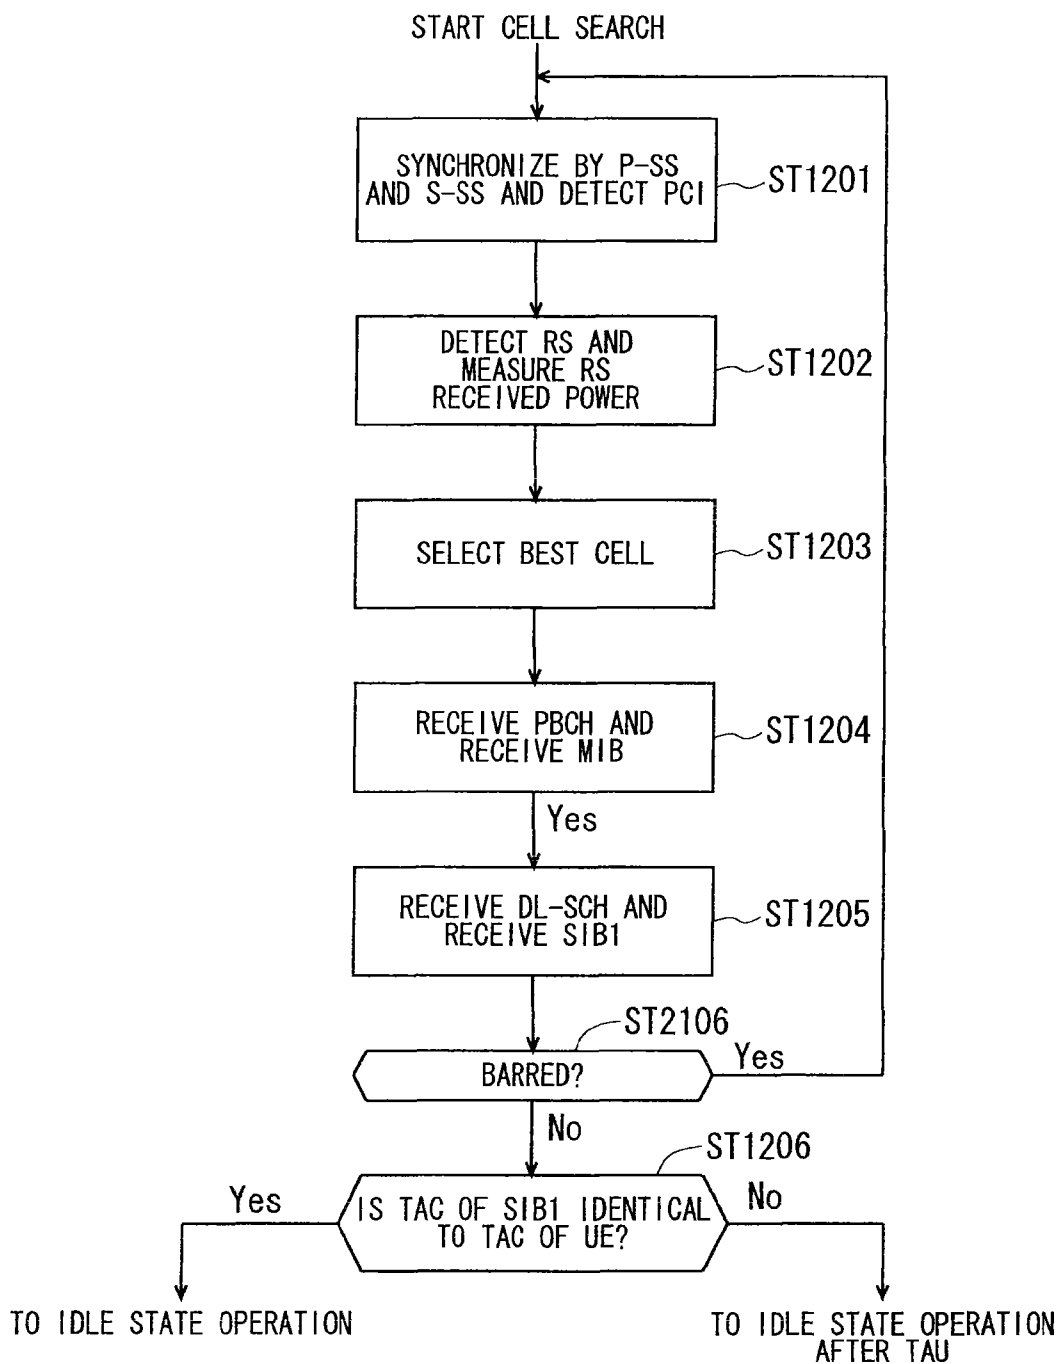 START CELL SEARCH
SYNCHRONIZE BY P-SS
AND S-SS AND DETECT PCI
ST1201
DETECT RS AND
MEASURE RS
RECEIVED POWER
ST1202
SELECT BEST CELL
ST1203
RECEIVE PBCH AND
RECEIVE MIB
ST1204
Yes
RECEIVE DL-SCH AND
RECEIVE SIB1
ST1205
ST2106
BARRED?
Yes
No
ST1206
IS TAC OF SIB1 IDENTICAL
TO TAC OF UE?
Yes
No
TO IDLE STATE OPERATION
TO IDLE STATE OPERATION
AFTER TAU